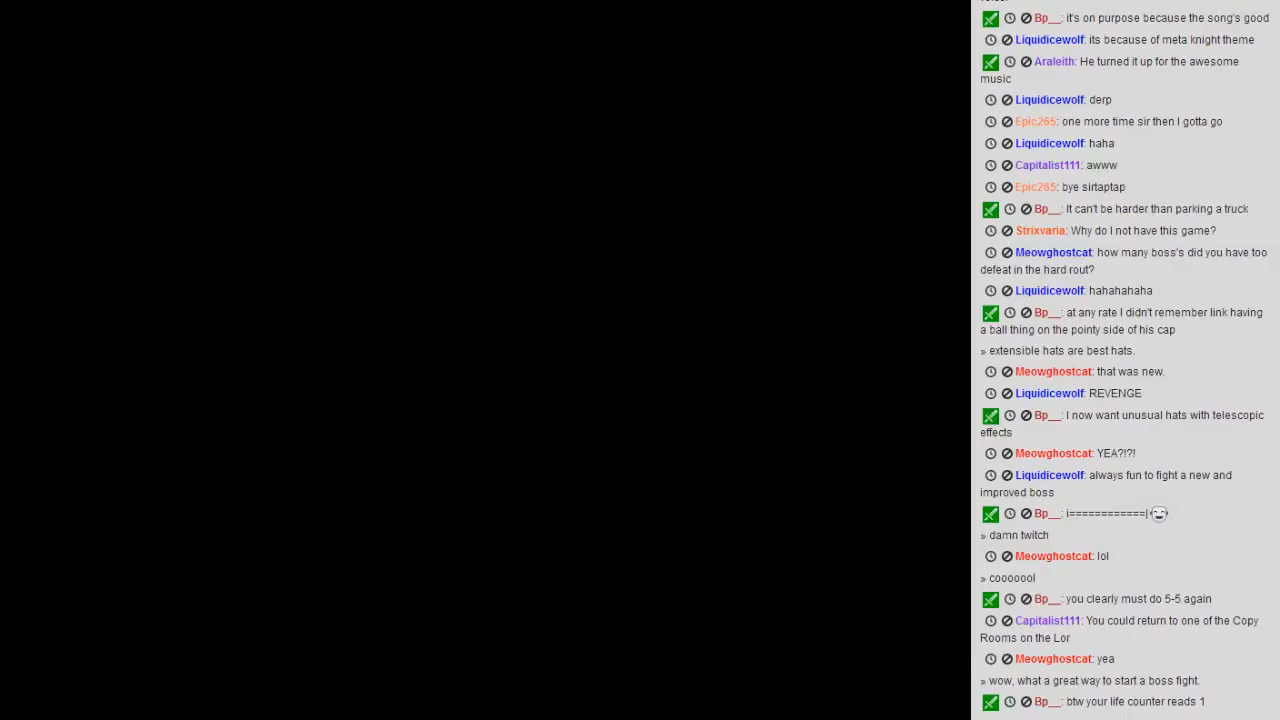 Bp__: it's on purpose because the song's good
Liquidicewolf: its because of meta knight theme
Araleith: He turned it up for the awesome
music
Liquidicewolf: derp
Epic265: one more time sir then I gotta go
Liquidicewolf: haha
Capitalist111: awww
Epic265: bye sirtaptap
Bp__: It can't be harder than parking a truck
Strixvaria: Why do I not have this game?
Meowghostcat: how many boss's did you have too
defeat in the hard rout?
Liquidicewolf: hahahahaha
Bp__: at any rate I didn't remember link having
a ball thing on the pointy side of his cap
» extensible hats are best hats.
Meowghostcat: that was new.
Liquidicewolf: REVENGE
Bp__: I now want unusual hats with telescopic
effects
Meowghostcat: YEA?!?!
Liquidicewolf: always fun to fight a new and
improved boss
Bp__: i============|
» damn twitch
Meowghostcat: lol
» cooooool
Bp__: you clearly must do 5-5 again
Capitalist111: You could return to one of the Copy
Rooms on the Lor
Meowghostcat: yea
» wow, what a great way to start a boss fight.
Bp__: btw your life counter reads 1